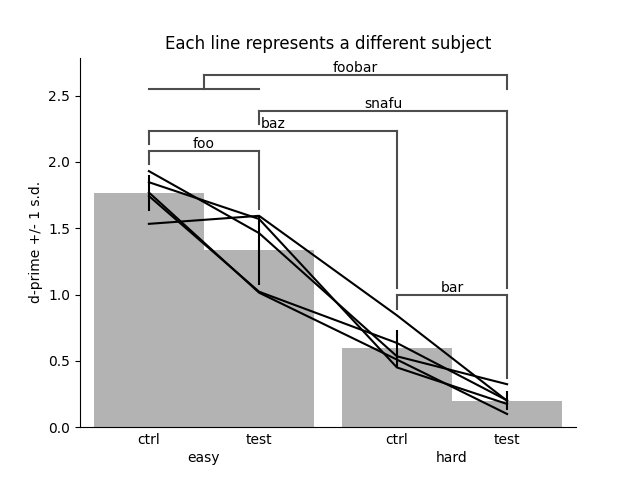 Each line represents a different subject
foobar
snafu
baz
foo
bar
d-prime +/- 1 s.d.
2.5
2.0
1.5
1.0
0.5
0.0
ctrl test ctrl test
easy hard